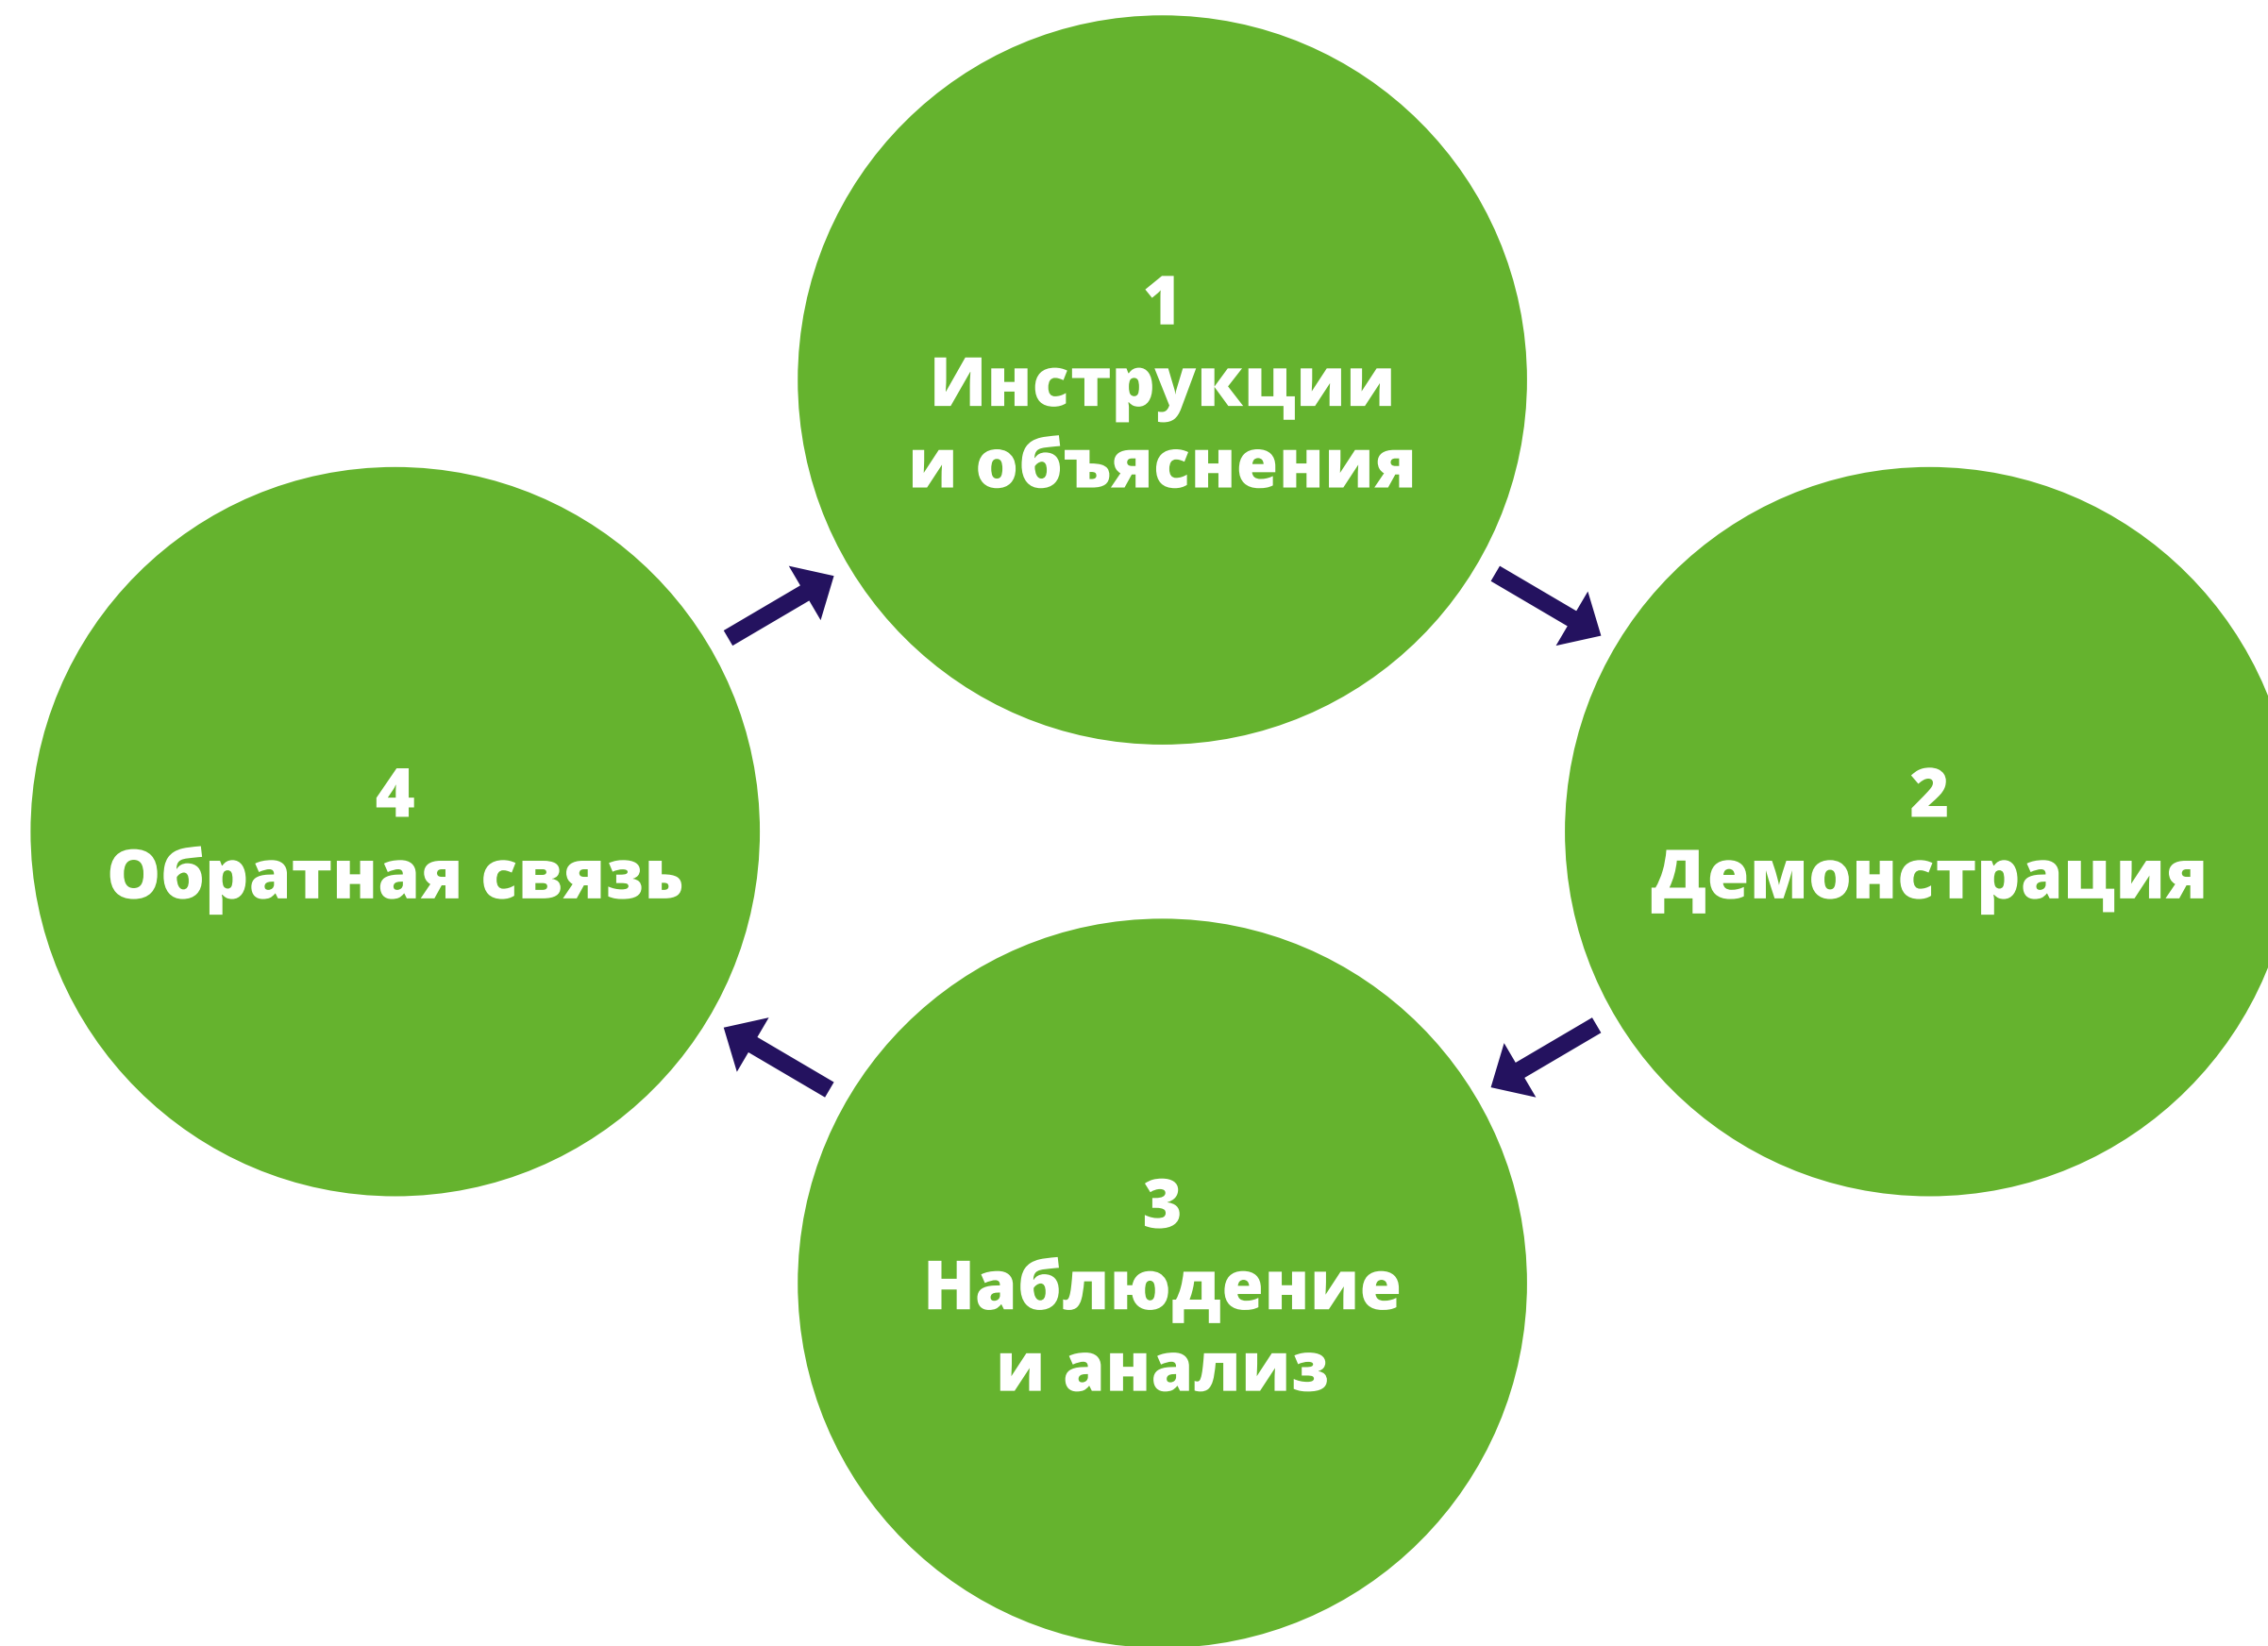 1
Инструкции
и объяснения
2
Демонстрация
3
Наблюдение
и анализ
4
Обратная связь